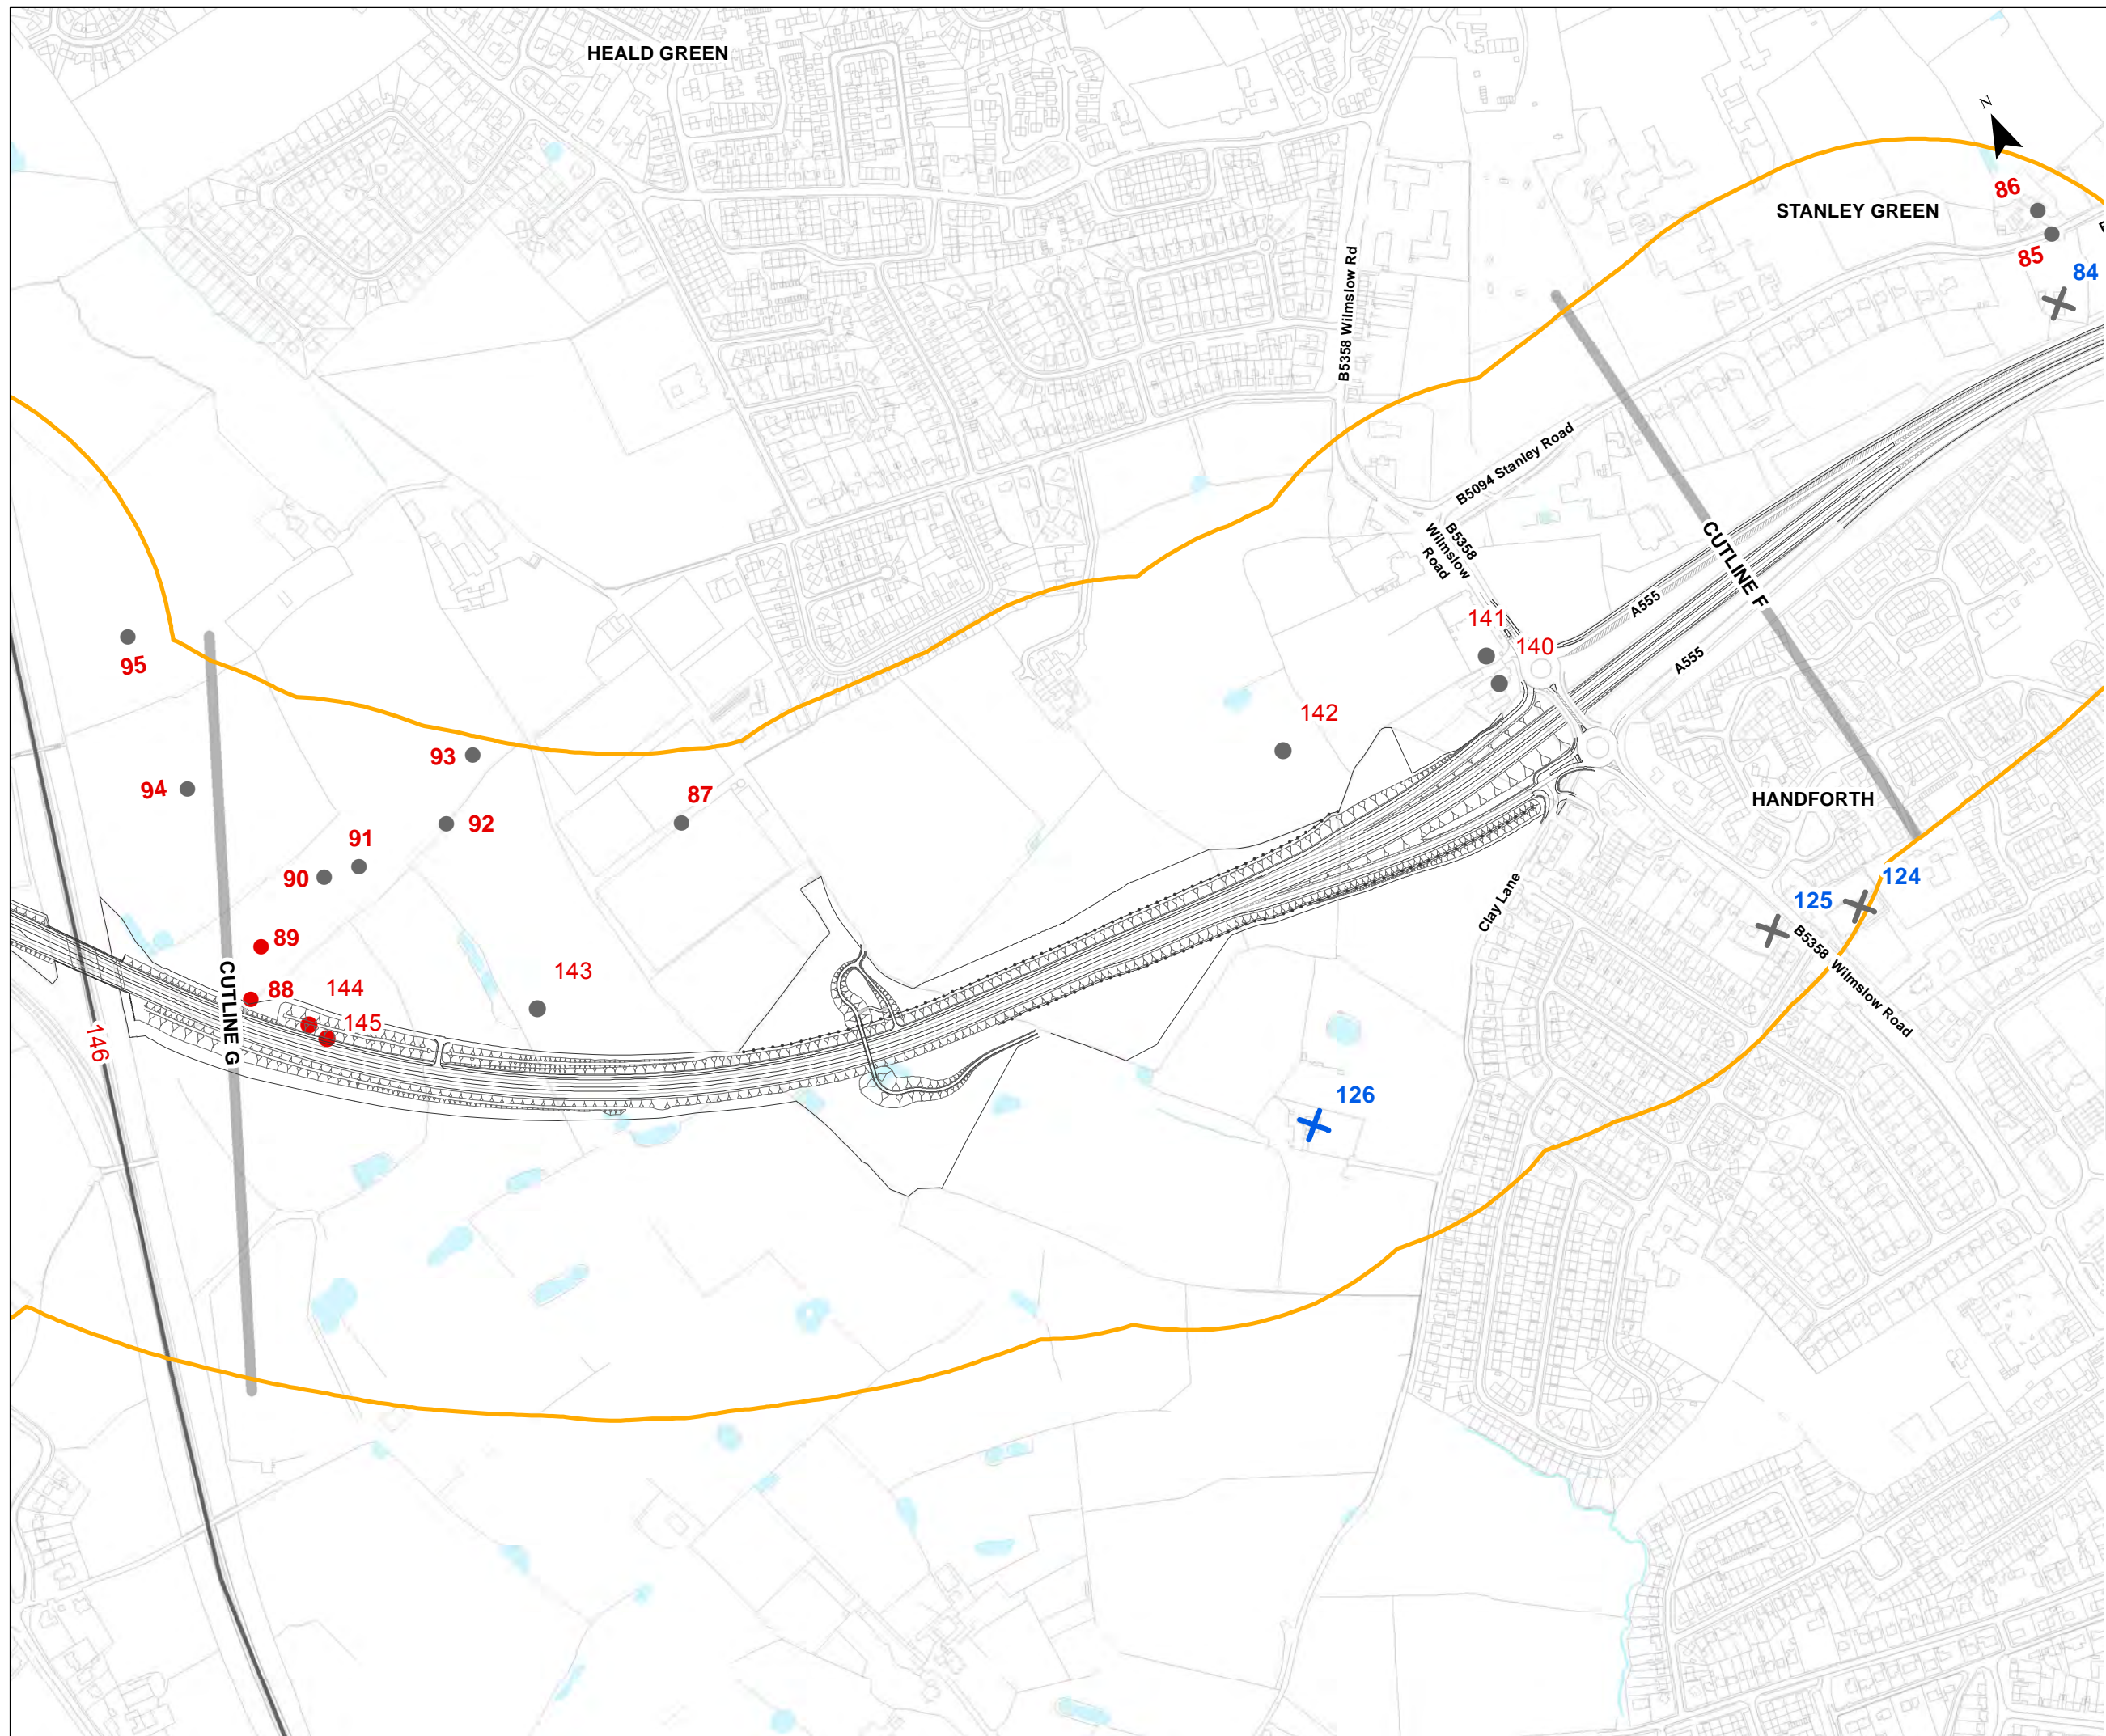 HEALD GREEN
N
86
STANLEY GREEN
85
84
B5358 Wilmslow Rd
B5094 Stanley Road
B5358
Wilmslow
Road
CUTLINE F
A555
A555
141
140
142
95
93
94
87
92
91
90
HANDFORTH
124
125
Clay Lane
B5358 Wilmslow Road
89
88
144
143
145
146
CUTLINE G
126